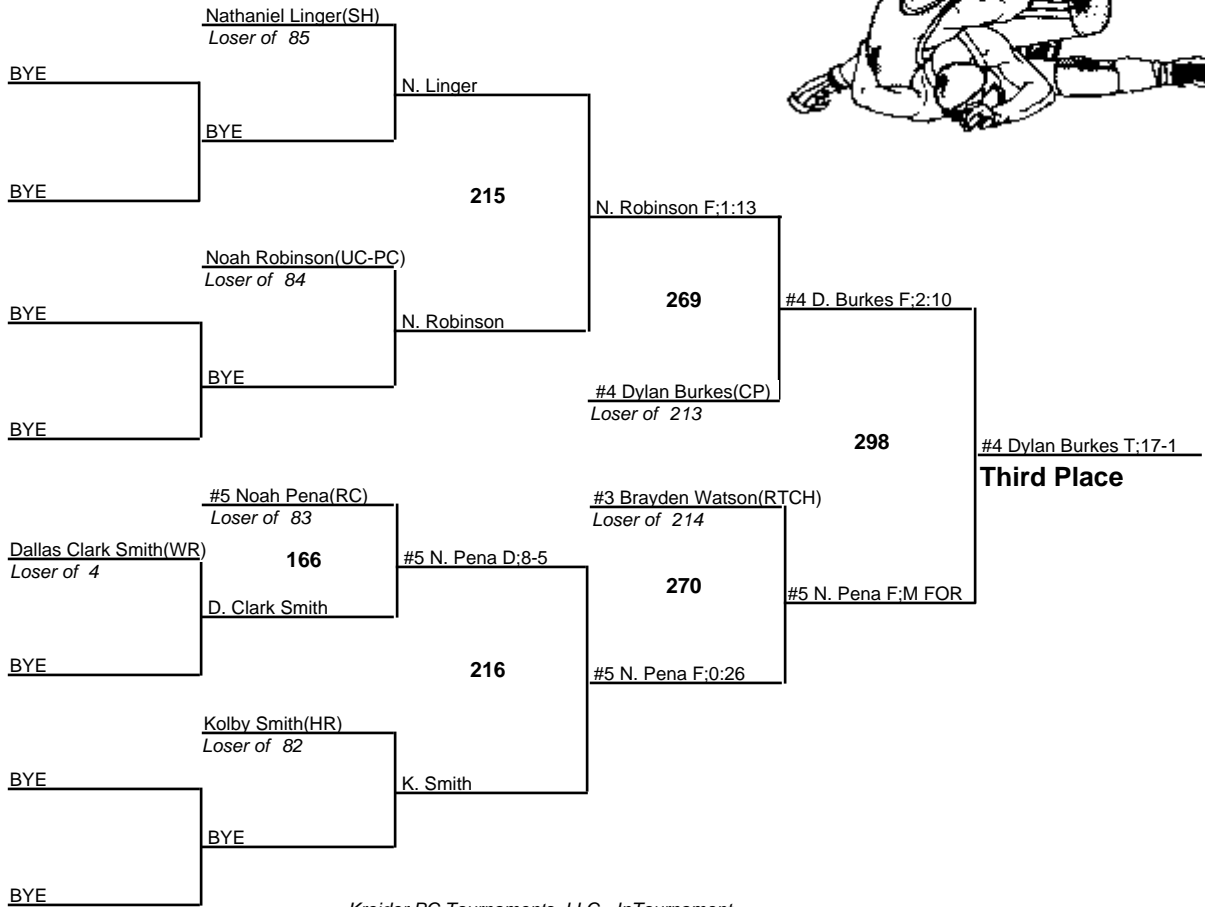 Nathaniel Linger(SH)
Loser of 85
BYE
N. Linger
BYE
BYE
215
N. Robinson F;1:13
Noah Robinson(UC-PC)
Loser of 84
269
#4 D. Burkes F;2:10
BYE
N. Robinson
BYE
#4 Dylan Burkes(CP)
Loser of 213
BYE
298
#4 Dylan Burkes T;17-1
Third Place
#5 Noah Pena(RC)
Loser of 83
#3 Brayden Watson(RTCH)
Loser of 214
Dallas Clark Smith(WR)
Loser of 4
166
#5 N. Pena D;8-5
270
#5 N. Pena F;M FOR
D. Clark Smith
BYE
216
#5 N. Pena F;0:26
Kolby Smith(HR)
Loser of 82
BYE
K. Smith
BYE
BYE